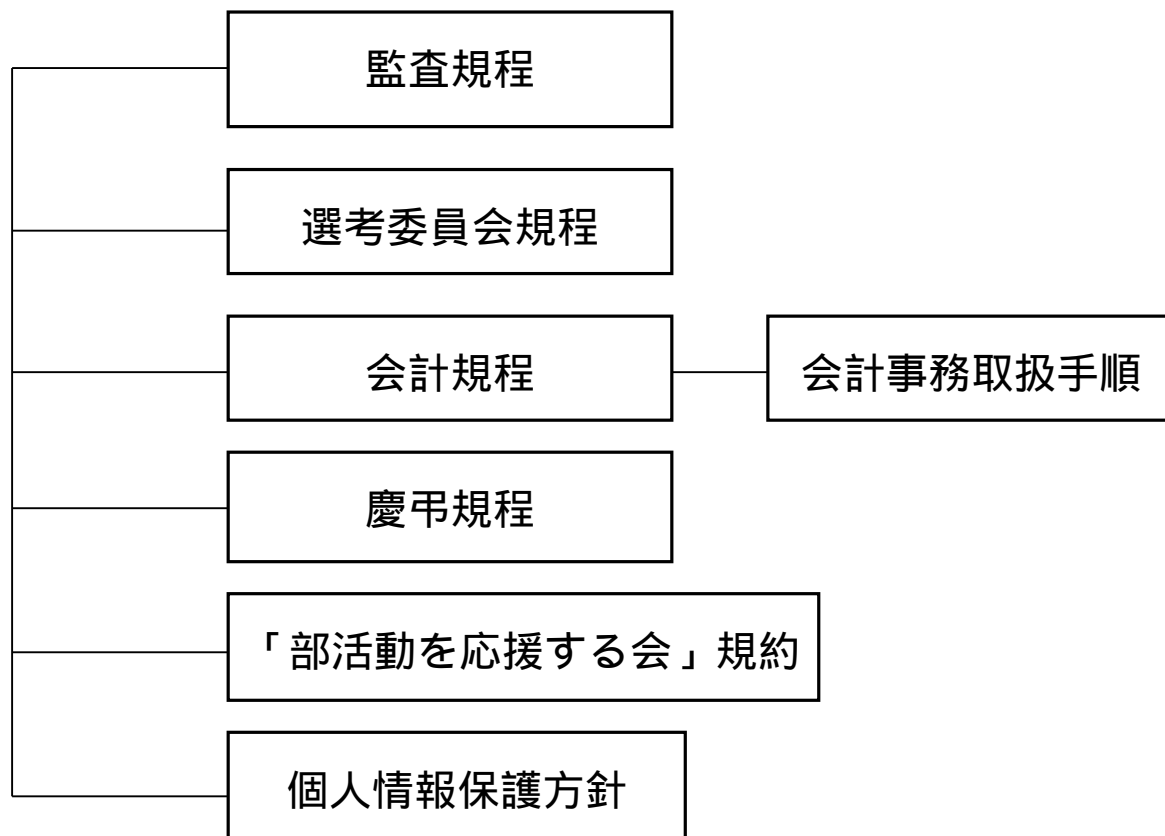 監査規程
選考委員会規程
会計規程
会計事務取扱手順
慶弔規程
「部活動を応援する会」規約
個人情報保護方針